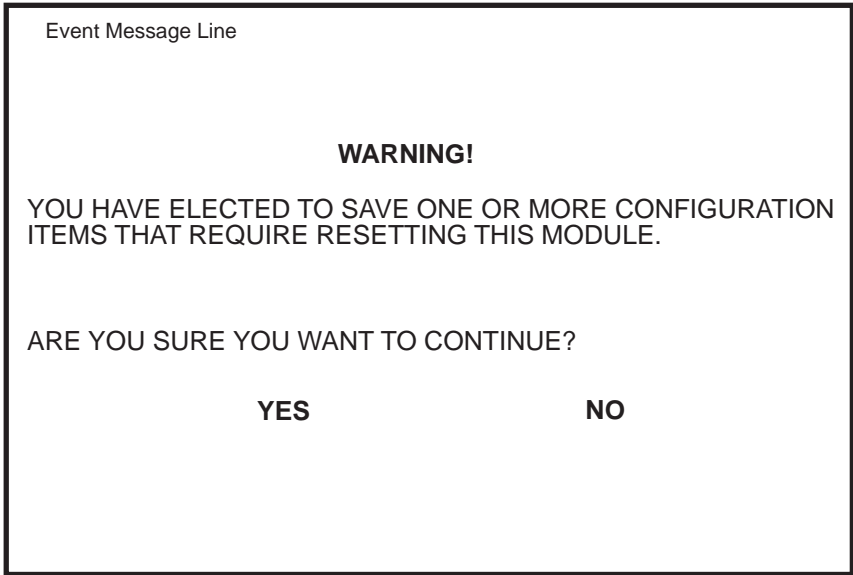 Event Message Line
WARNING!
YOU HAVE ELECTED TO SAVE ONE OR MORE CONFIGURATION
ITEMS THAT REQUIRE RESETTING THIS MODULE.
ARE YOU SURE YOU WANT TO CONTINUE?
YES NO